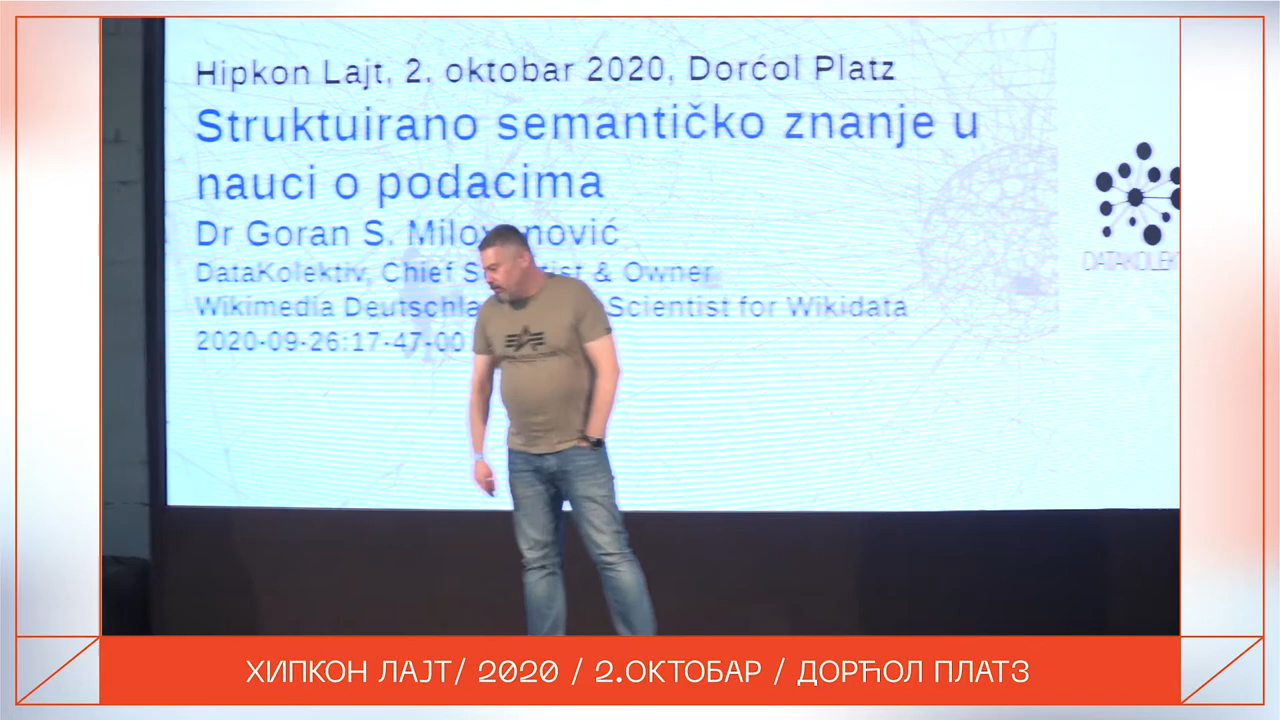 Hipkon Lajt, 2. oktobar 2020, Dorćol Platz
Struktuirano semantičko znanje u
nauci o podacima
Dr Goran S.
DataKolektiv, Chief & Owner
Wikimedia Scientist for Wikidata
2020-09-26:17-47-00
ХИПКОН ЛАЈТ/ 2020 / 2.ОКТОБАР / ДОРЋОЛ ПЛАТЗ